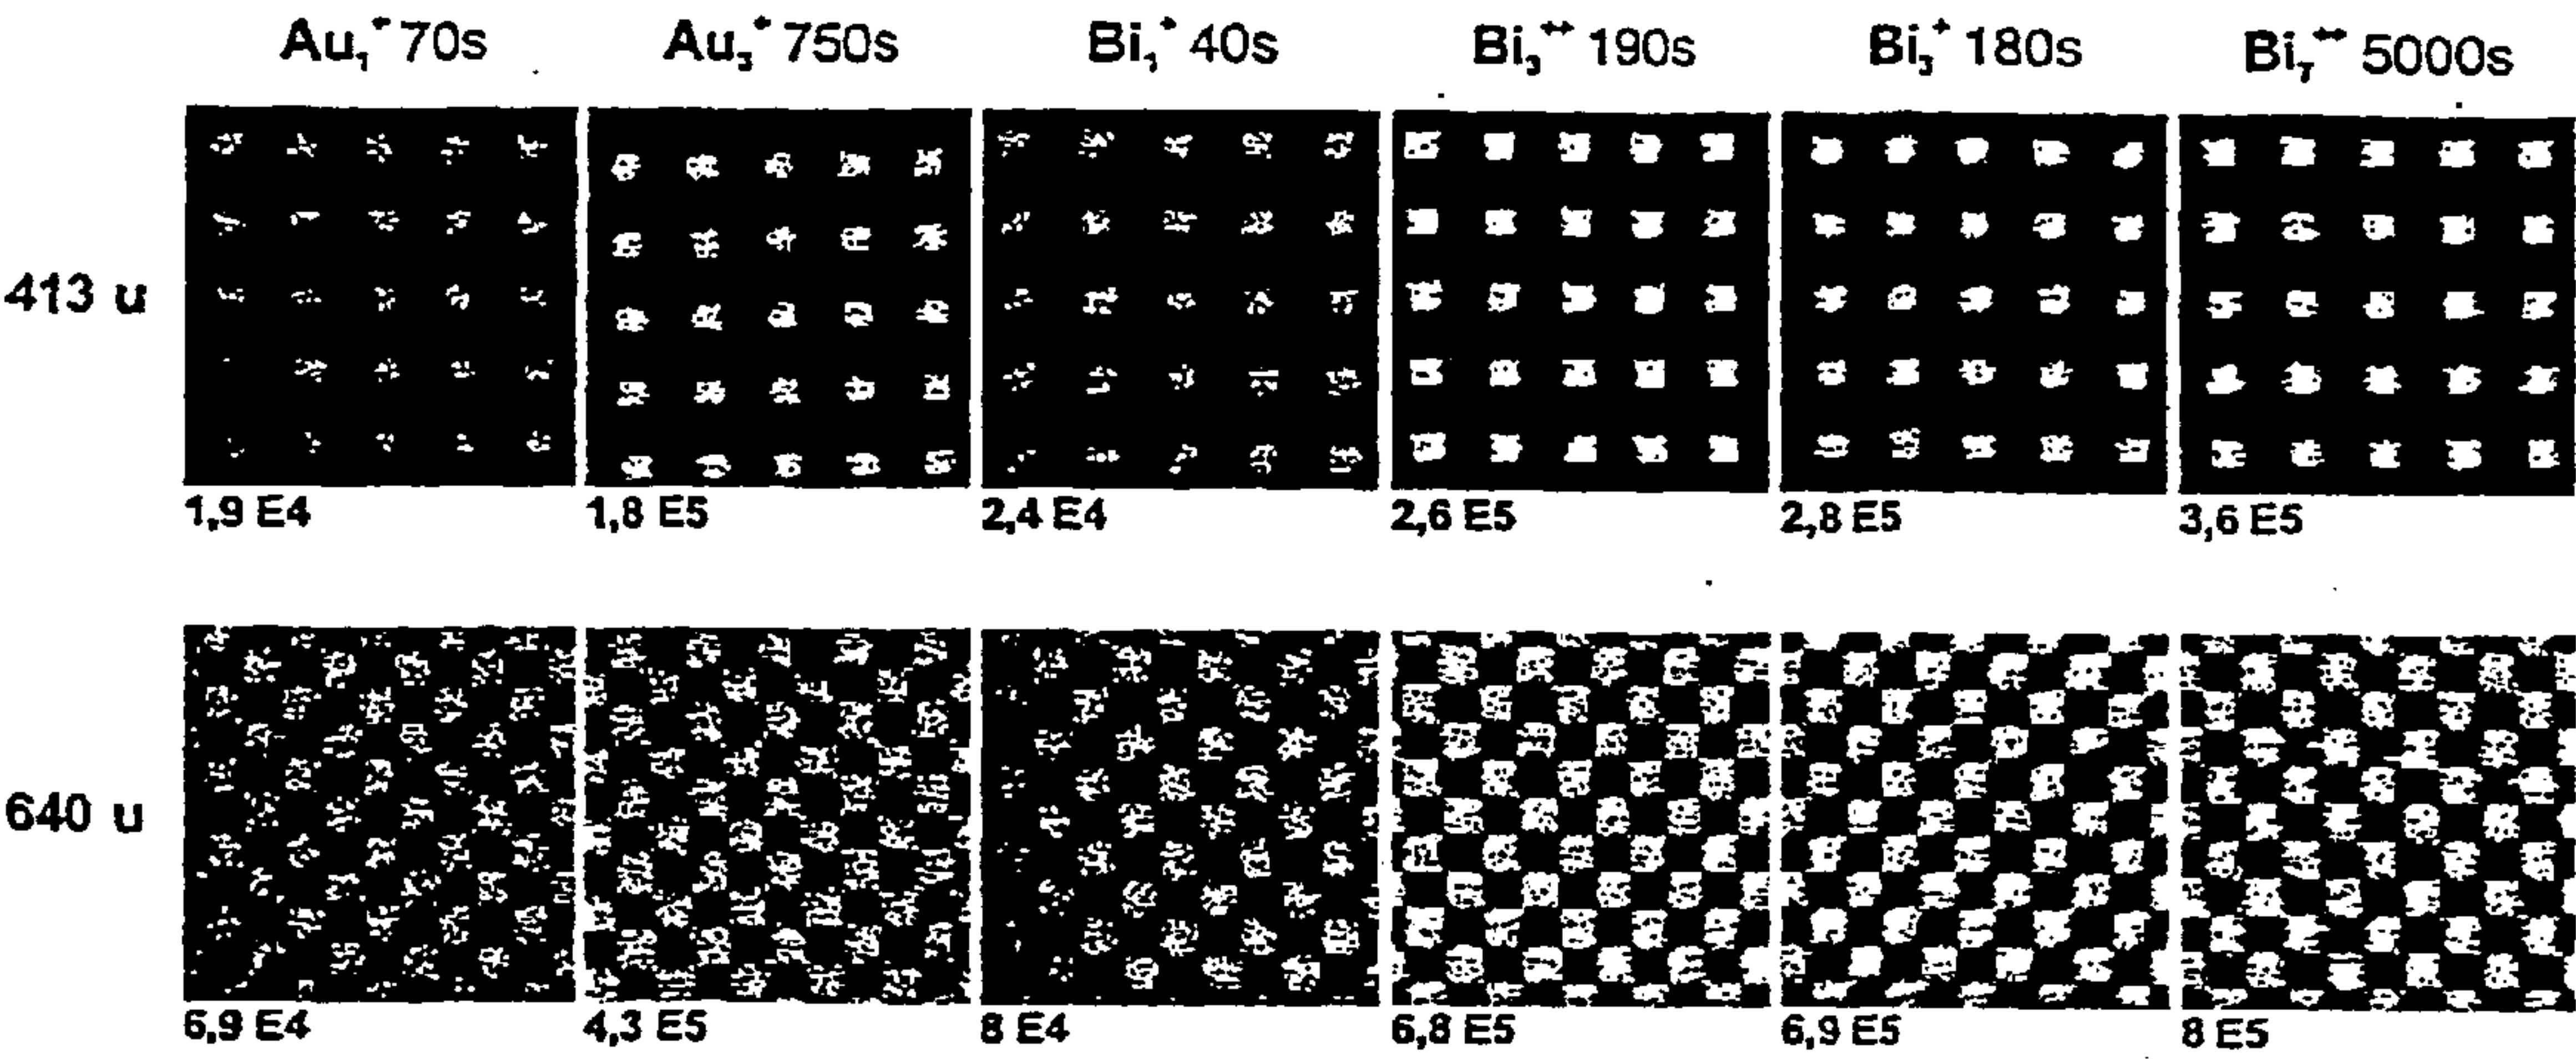 Au₁⁺ 70s Au₃⁺ 750s Bi₁⁺ 40s Bi₃⁺⁺ 190s Bi₃⁺ 180s Bi₇⁺⁺ 5000s
413 u
1,9 E4 1,8 E5 2,4 E4 2,6 E5 2,8 E5 3,6 E5
640 u
6,9 E4 4,3 E5 8 E4 6,8 E5 6,9 E5 8 E5